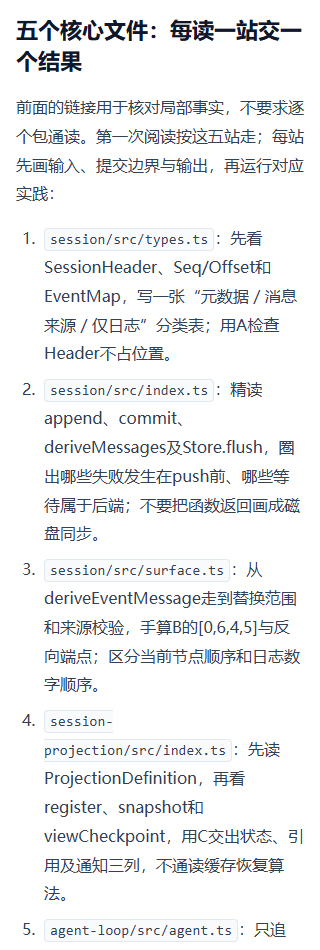 五个核心文件：每读一站交一
个结果
前面的链接用于核对局部事实，不要求逐
个包通读。第一次阅读按这五站走；每站
先画输入、提交边界与输出，再运行对应
实践：
1. session/src/types.ts：先看
SessionHeader、Seq/Offset和
EventMap，写一张“元数据 / 消息
来源 / 仅日志”分类表；用A检查
Header不占位置。
2. session/src/index.ts：精读
append、commit、
deriveMessages及Store.flush，圈
出哪些失败发生在push前、哪些等
待属于后端；不要把函数返回画成磁
盘同步。
3. session/src/surface.ts：从
deriveEventMessage走到替换范围
和来源校验，手算B的[0,6,4,5]与反
向端点；区分当前节点顺序和日志数
字顺序。
4. session-
projection/src/index.ts：先读
ProjectionDefinition，再看
register、snapshot和
viewCheckpoint，用C交出状态、引
用及通知三列，不通读缓存恢复算
法。
5. agent-loop/src/agent.ts：只追